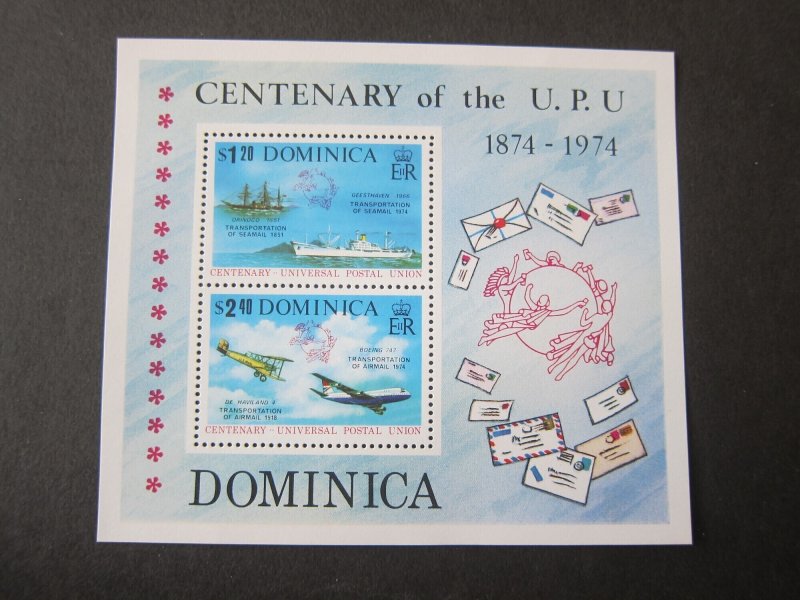 CENTENARY of the U.P.U
1874 - 1974
$1.20 DOMINICA
EIIR
GEESTHAVEN 1966
TRANSPORTATION
OF SEAMAIL 1974
ORINOCO 1851
TRANSPORTATION
OF SEAMAIL 1851
CENTENARY - UNIVERSAL POSTAL UNION
$2.40 DOMINICA
EIIR
BOEING 747
TRANSPORTATION
OF AIRMAIL 1974
DE HAVILAND 4
TRANSPORTATION
OF AIRMAIL 1918
CENTENARY - UNIVERSAL POSTAL UNION
DOMINICA